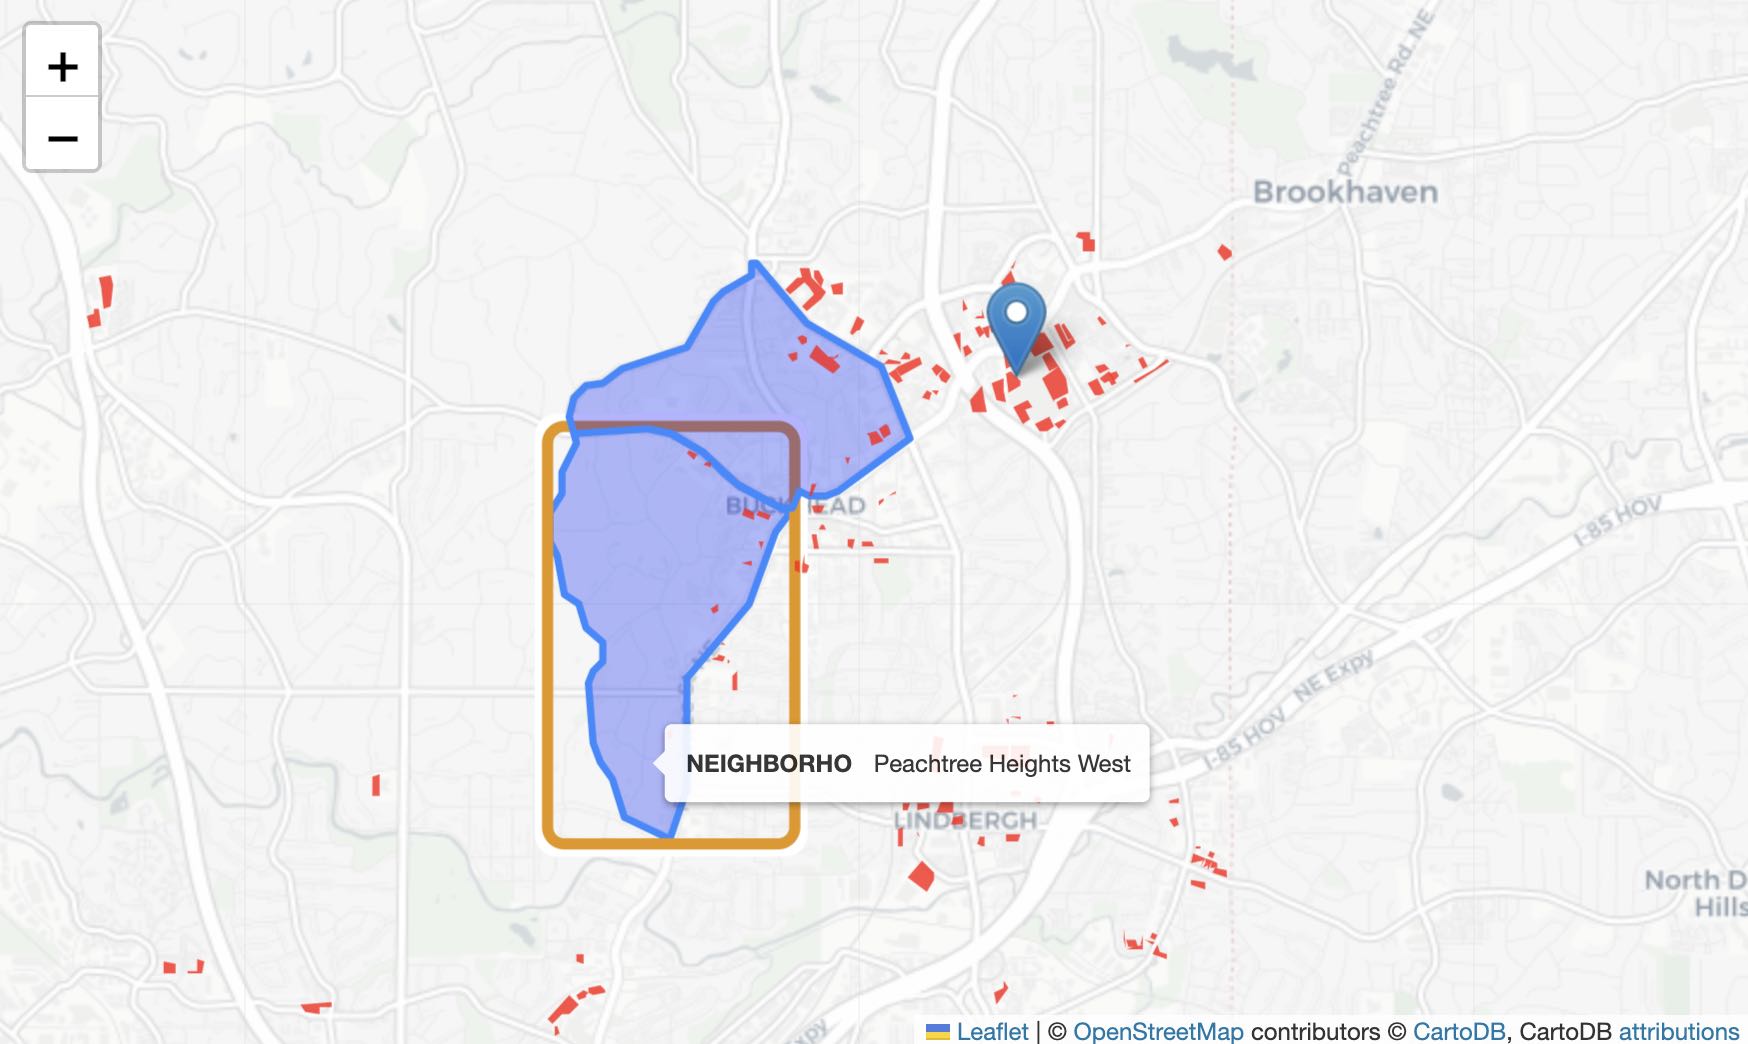 +
−
Peachtree Rd NE
Brookhaven
I-85 HOV
NE Expy
I-85 HOV
NEIGHBORHO Peachtree Heights West
LINDBERGH
North D
Hills
Leaflet | © OpenStreetMap contributors © CartoDB, CartoDB attributions